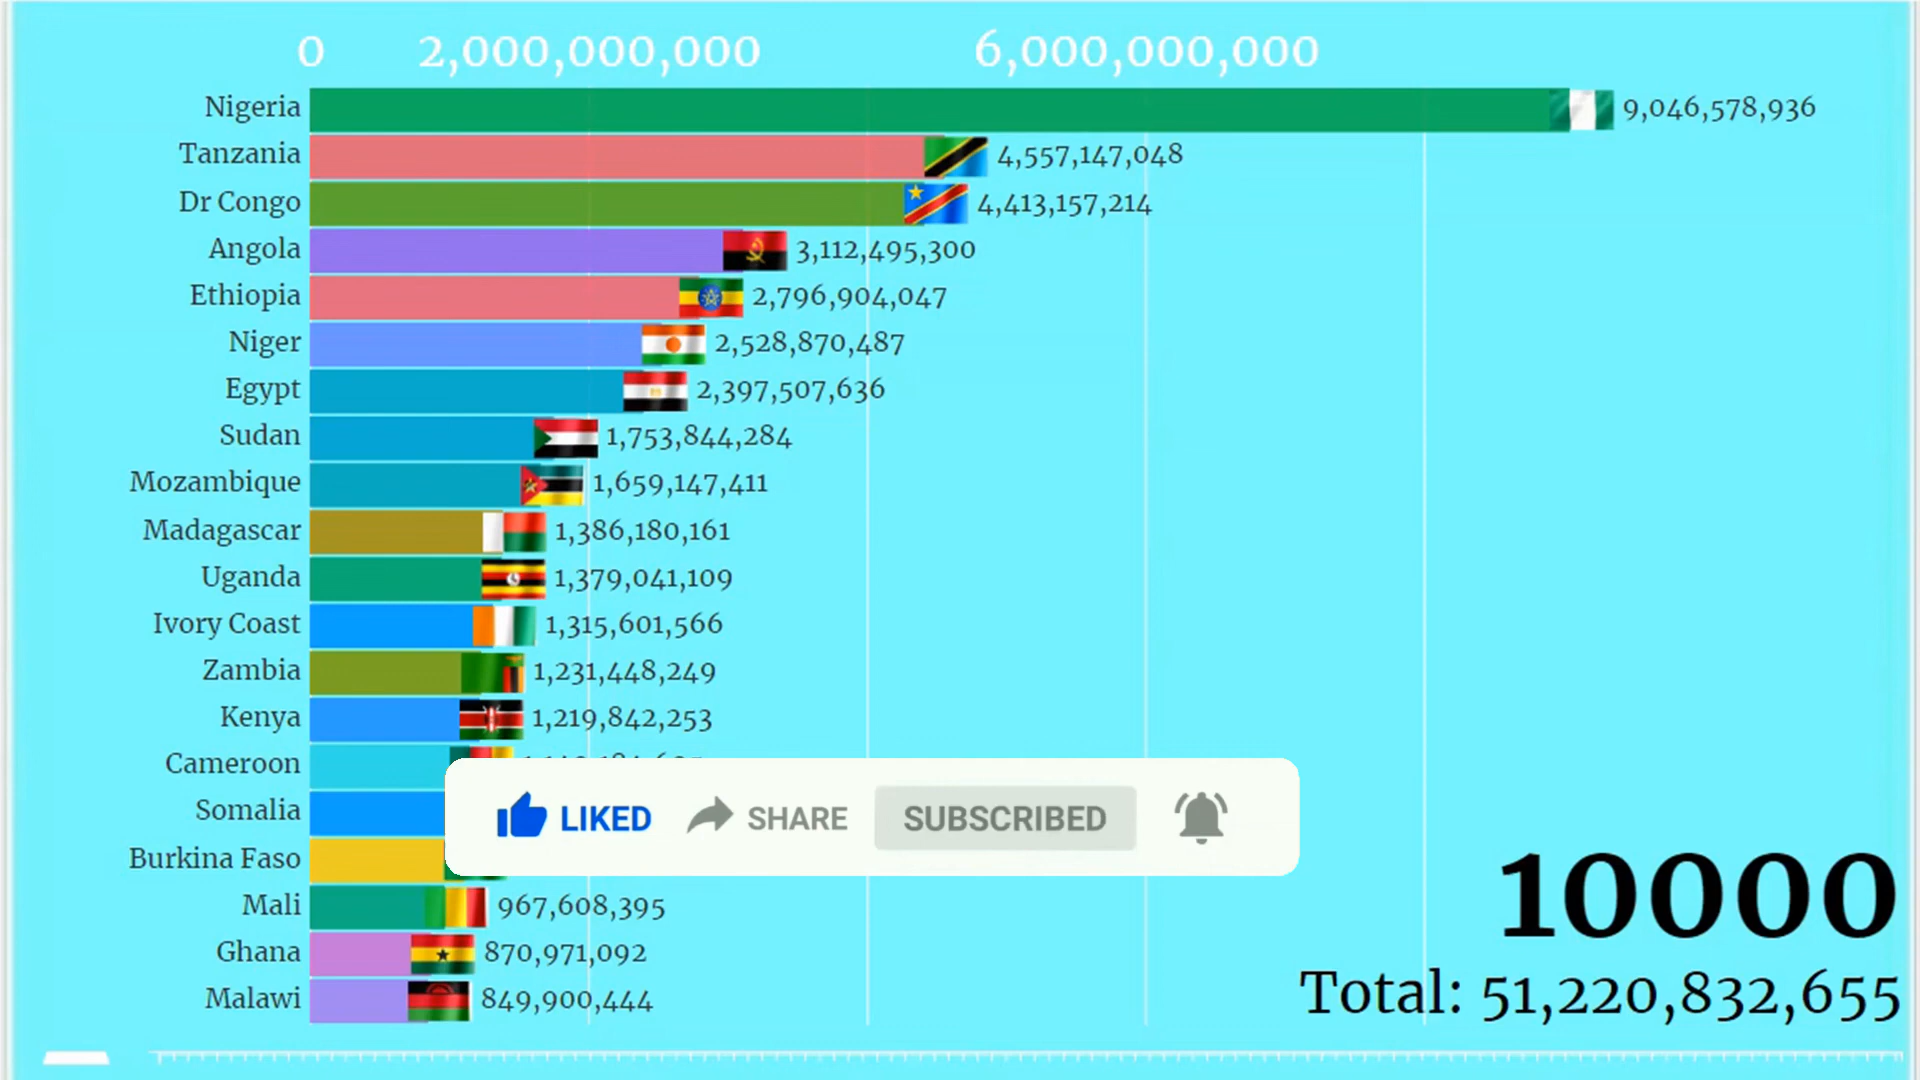 0 2,000,000,000 6,000,000,000
Nigeria 9,046,578,936
Tanzania 4,557,147,048
Dr Congo 4,413,157,214
Angola 3,112,495,300
Ethiopia 2,796,904,047
Niger 2,528,870,487
Egypt 2,397,507,636
Sudan 1,753,844,284
Mozambique 1,659,147,411
Madagascar 1,386,180,161
Uganda 1,379,041,109
Ivory Coast 1,315,601,566
Zambia 1,231,448,249
Kenya 1,219,842,253
Cameroon
Somalia
LIKED SHARE SUBSCRIBED
Burkina Faso
Mali 967,608,395
Ghana 870,971,092
Malawi 849,900,444
10000
Total: 51,220,832,655